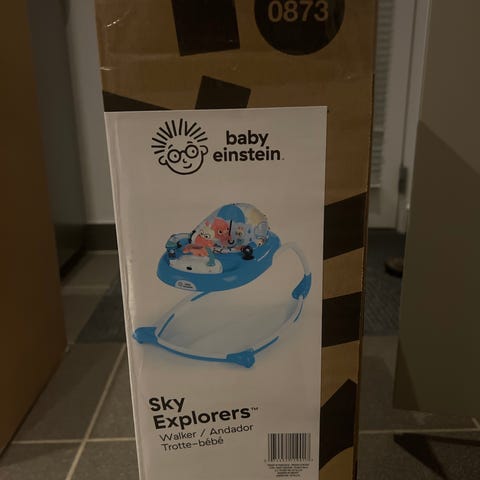 0873
baby
einstein.
Sky
Explorers™
Walker / Andador
Trotte-bébé